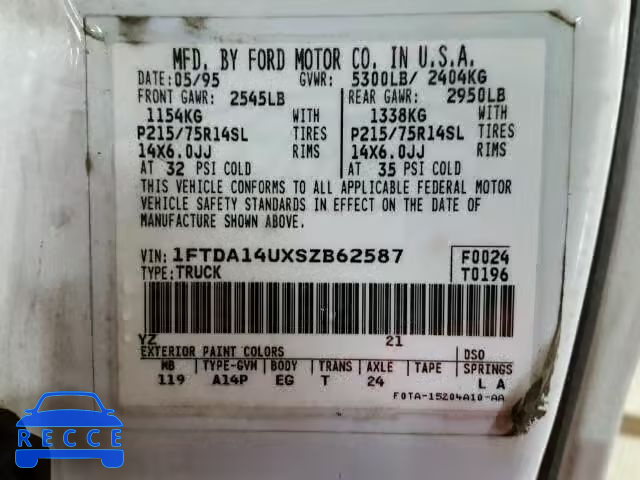 MFD. BY FORD MOTOR CO. IN U.S.A.
DATE: 05/95 GVWR: 5300LB/ 2404KG
FRONT GAWR: 2545LB REAR GAWR: 2950LB
1154KG WITH 1338KG WITH
P215/75R14SL TIRES P215/75R14SL TIRES
14X6.0JJ RIMS 14X6.0JJ RIMS
AT 32 PSI COLD AT 35 PSI COLD
THIS VEHICLE CONFORMS TO ALL APPLICABLE FEDERAL MOTOR
VEHICLE SAFETY STANDARDS IN EFFECT ON THE DATE OF
MANUFACTURE SHOWN ABOVE.
VIN: 1FTDA14UXSZB62587 F0024
TYPE: TRUCK T0196
YZ 21
EXTERIOR PAINT COLORS DSO
WB TYPE-GVM BODY TRANS AXLE TAPE SPRINGS
119 A14P EG T 24 L A
F0TA-15204A10-AA
RECCE